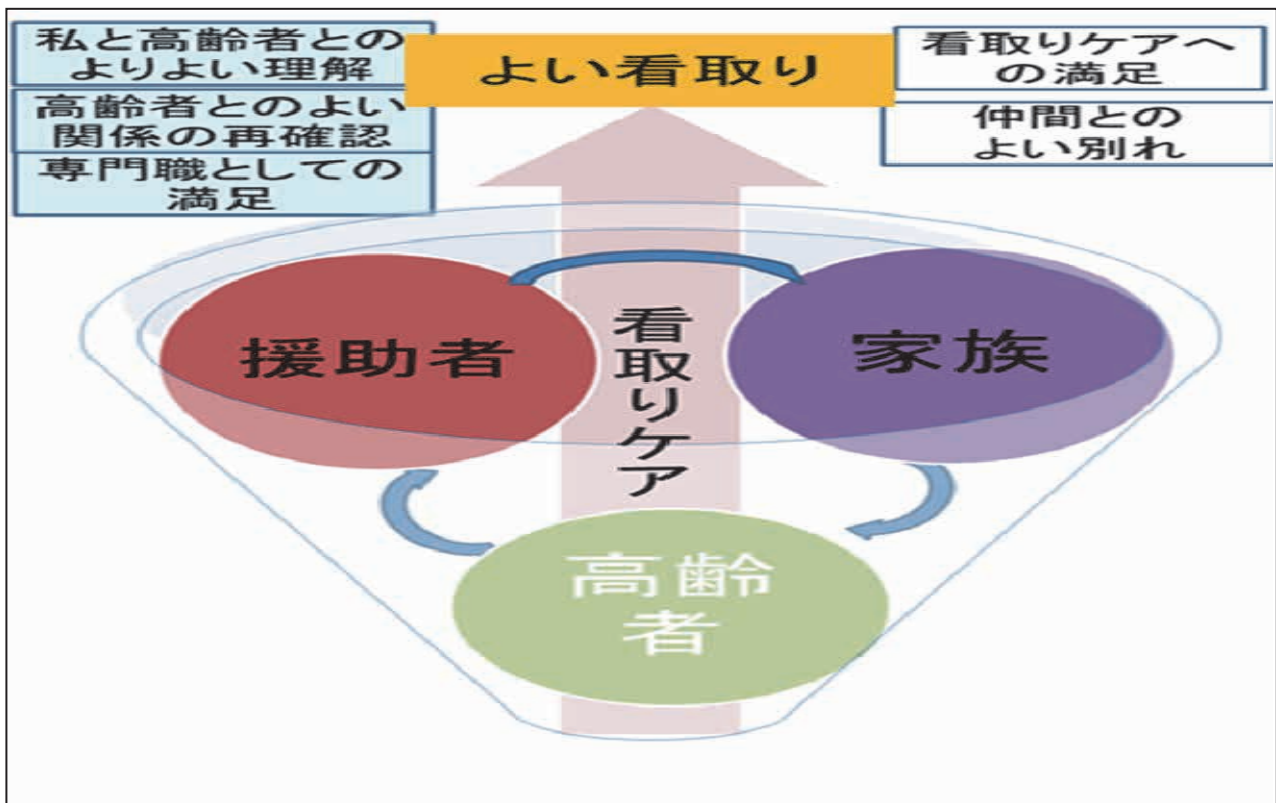 私と高齢者との
よりよい理解
高齢者とのよい
関係の再確認
専門職としての
満足
よい看取り
看取りケアへ
の満足
仲間との
よい別れ
援助者
看取りケア
家族
高齢
者